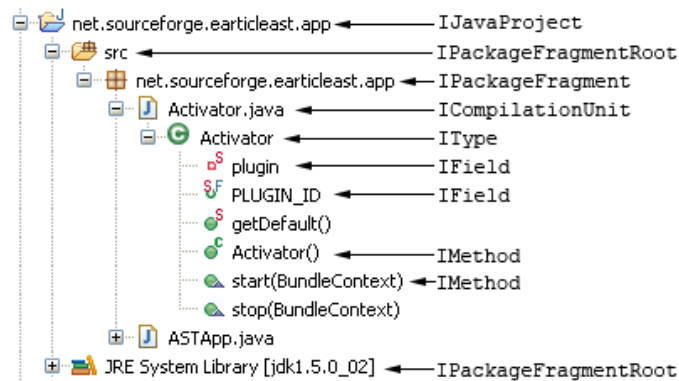 net.sourceforge.earticleast.app IJavaProject
src IPackageFragmentRoot
net.sourceforge.earticleast.app IPackageFragment
J Activator.java ICompilationUnit
C Activator IType
S plugin IField
S F PLUGIN_ID IField
S getDefault()
C Activator() IMethod
start(BundleContext) IMethod
stop(BundleContext)
J ASTApp.java
JRE System Library [jdk1.5.0_02] IPackageFragmentRoot